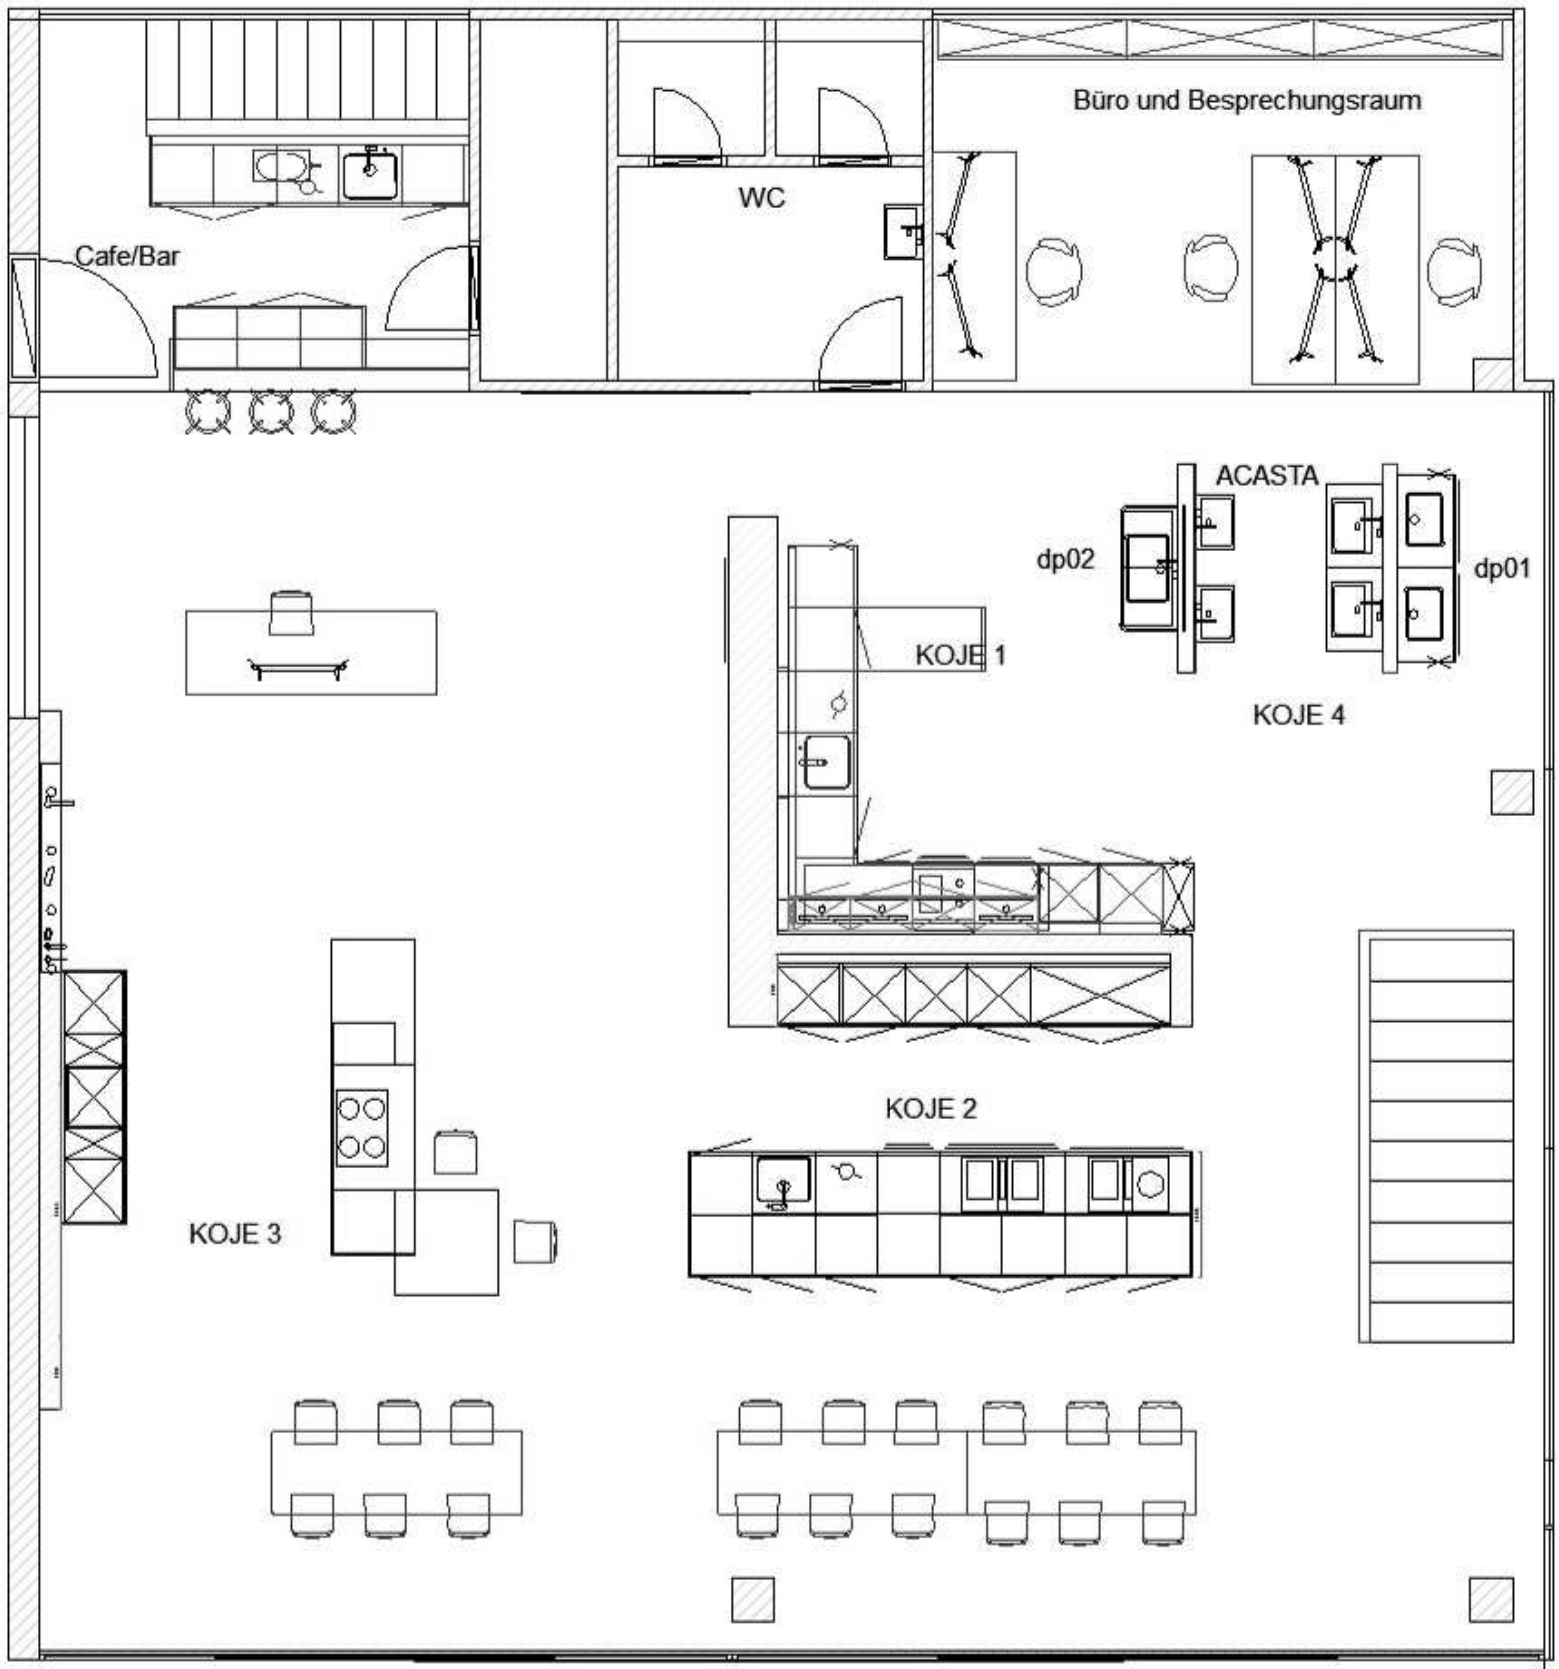 Büro und Besprechungsraum
WC
Cafe/Bar
ACASTA
dp02
dp01
KOJE 1
KOJE 4
KOJE 2
KOJE 3